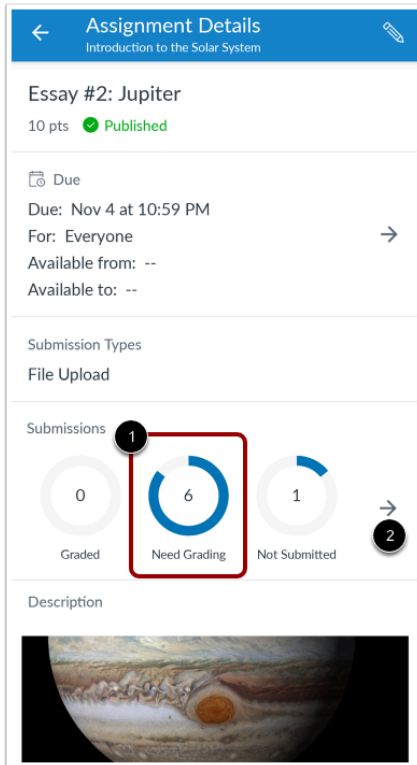 Assignment Details
Introduction to the Solar System
Essay #2: Jupiter
10 pts Published
Due
Due: Nov 4 at 10:59 PM
For: Everyone
Available from: --
Available to: --
Submission Types
File Upload
Submissions
1
0 6 1
2
Graded Need Grading Not Submitted
Description